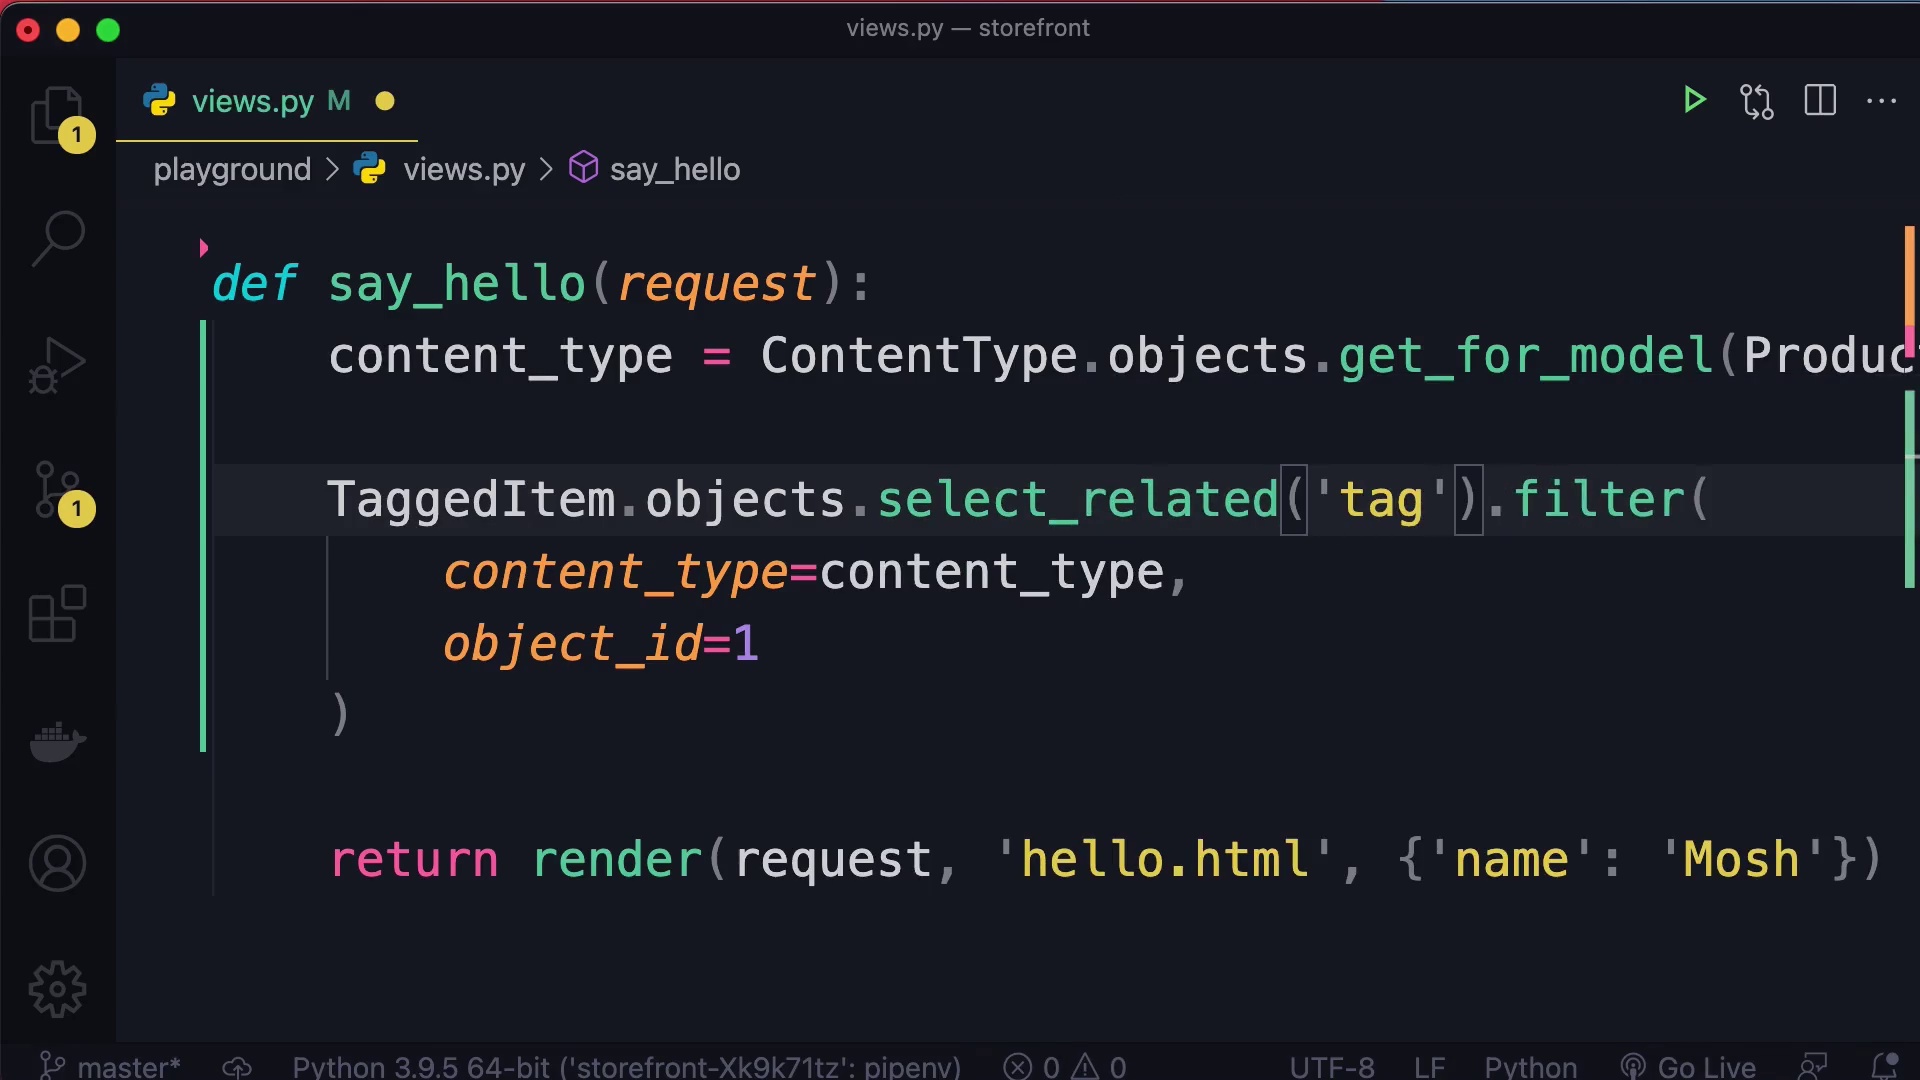 views.py — storefront
views.py M
1
playground > views.py > say_hello
def say_hello(request):
content_type = ContentType.objects.get_for_model(Produc
TaggedItem.objects.select_related('tag').filter(
1
content_type=content_type,
object_id=1
)
return render(request, 'hello.html', {'name': 'Mosh'})
master* Python 3.9.5 64-bit ('storefront-Xk9k71tz': pipenv) 0 0 UTF-8 LF Python Go Live